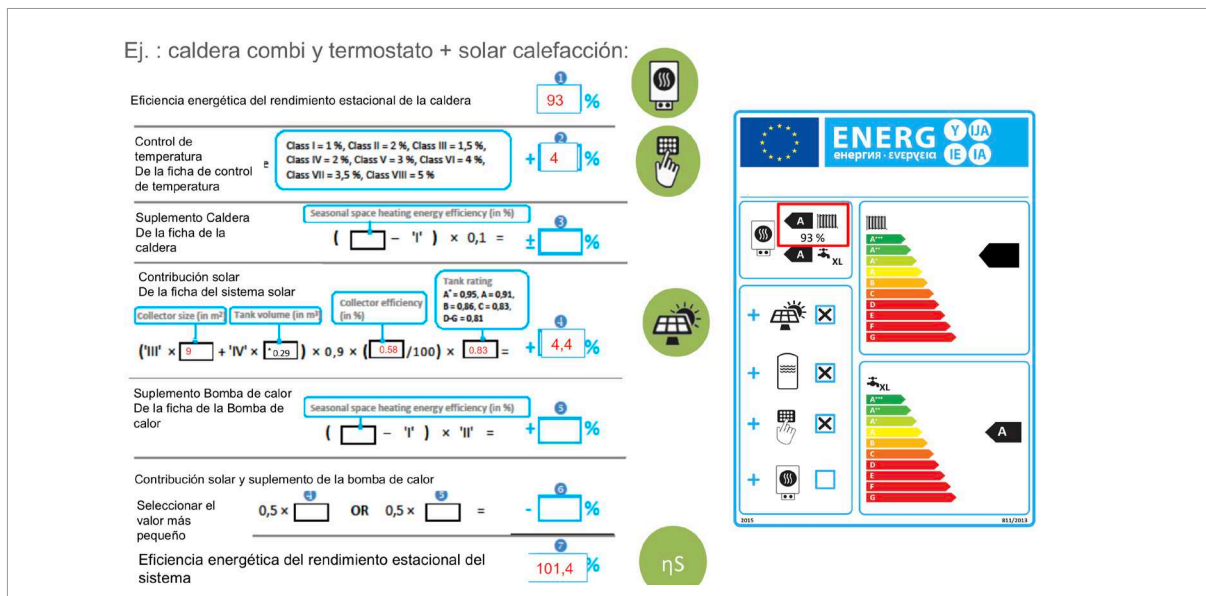 Ej. : caldera combi y termostato + solar calefacción:
1
Eficiencia energética del rendimiento estacional de la caldera
93 %
Control de
temperatura
De la ficha de control
de temperatura
e
Class I = 1 %, Class II = 2 %, Class III = 1,5 %,
Class IV = 2 %, Class V = 3 %, Class VI = 4 %,
Class VII = 3,5 %, Class VIII = 5 %
2
+ 4 %
Suplemento Caldera
De la ficha de la
caldera
Seasonal space heating energy efficiency (in %)
( - 'I' ) × 0,1 =
3
± %
Contribución solar
De la ficha del sistema solar
Collector size (in m²)
Tank volume (in m³)
Collector efficiency
(in %)
Tank rating
A* = 0,95, A = 0,91,
B = 0,86, C = 0,83,
D-G = 0,81
('III' × 9 + 'IV' × 0.29 ) × 0,9 × ( 0.58 /100) × 0.83 =
4
+ 4,4 %
Suplemento Bomba de calor
De la ficha de la Bomba de
calor
Seasonal space heating energy efficiency (in %)
( - 'I' ) × 'II' =
5
+ %
Contribución solar y suplemento de la bomba de calor
Seleccionar el
valor más
pequeño
4
5
0,5 × OR 0,5 × =
6
- %
Eficiencia energética del rendimiento estacional del
sistema
7
101,4 %
ηS
ENERG
енергия · ενεργεια
Y IJA
IE IA
A
93 %
A
XL
A+++
A++
A+
A
B
C
D
E
F
G
+
+
+
+
XL
A+++
A++
A+
A
B
C
D
E
F
G
A
2015
811/2013